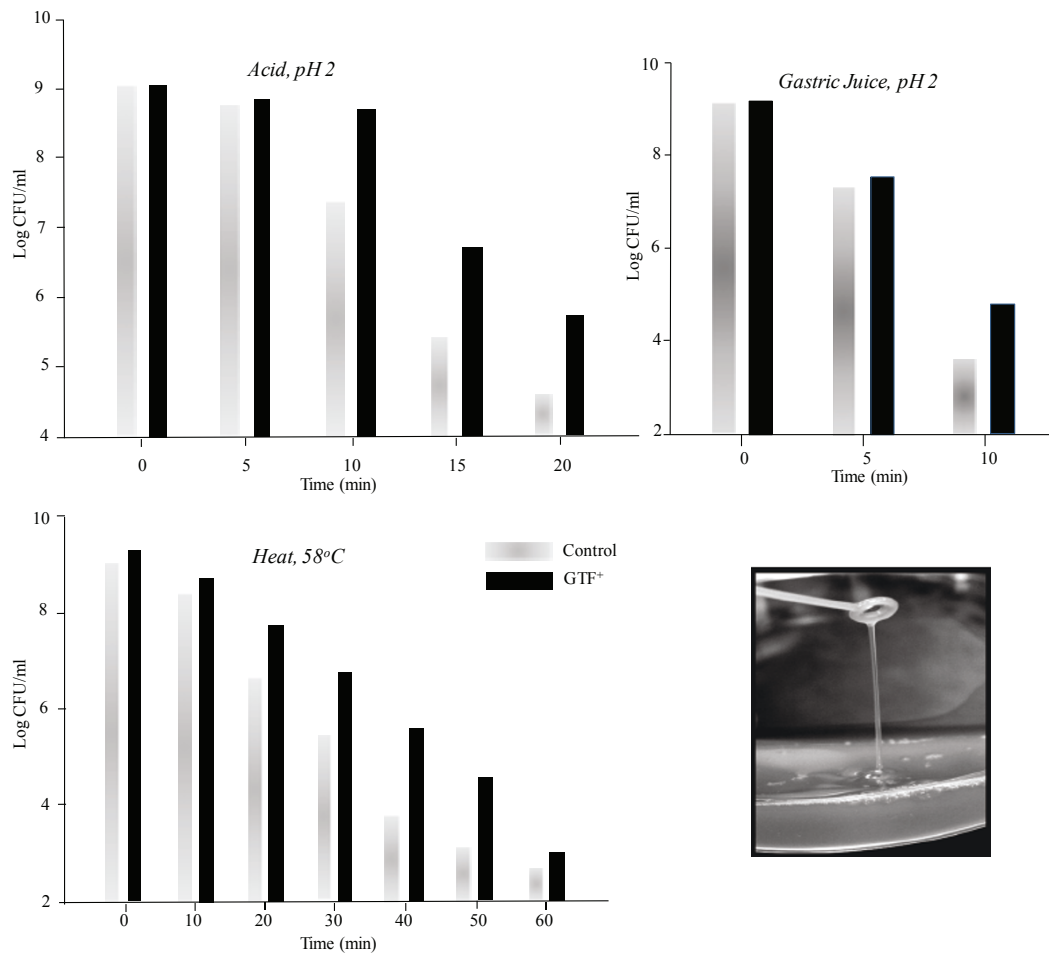 Acid, pH 2
Log CFU/ml
10
9
8
7
6
5
4
0 5 10 15 20
Time (min)
Gastric Juice, pH 2
Log CFU/ml
10
8
6
4
2
0 5 10
Time (min)
Heat, 58°C
Log CFU/ml
10
8
6
4
2
0 10 20 30 40 50 60
Time (min)
Control
GTF⁺